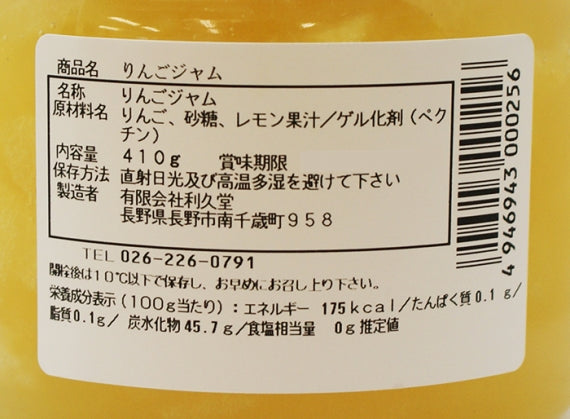 商品名 りんごジャム
名称 りんごジャム
原材料名 りんご、砂糖、レモン果汁／ゲル化剤（ペク
チン）
内容量 410g 賞味期限
保存方法 直射日光及び高温多湿を避けて下さい
製造者 有限会社利久堂
長野県長野市南千歳町958
TEL 026-226-0791
開栓後は10℃以下で保存し、お早めにお召し上り下さい。
栄養成分表示（100g当たり）：エネルギー 175kcal/たんぱく質0.1g/
脂質0.1g/ 炭水化物45.7g/食塩相当量 0g推定値
4 946943 000256